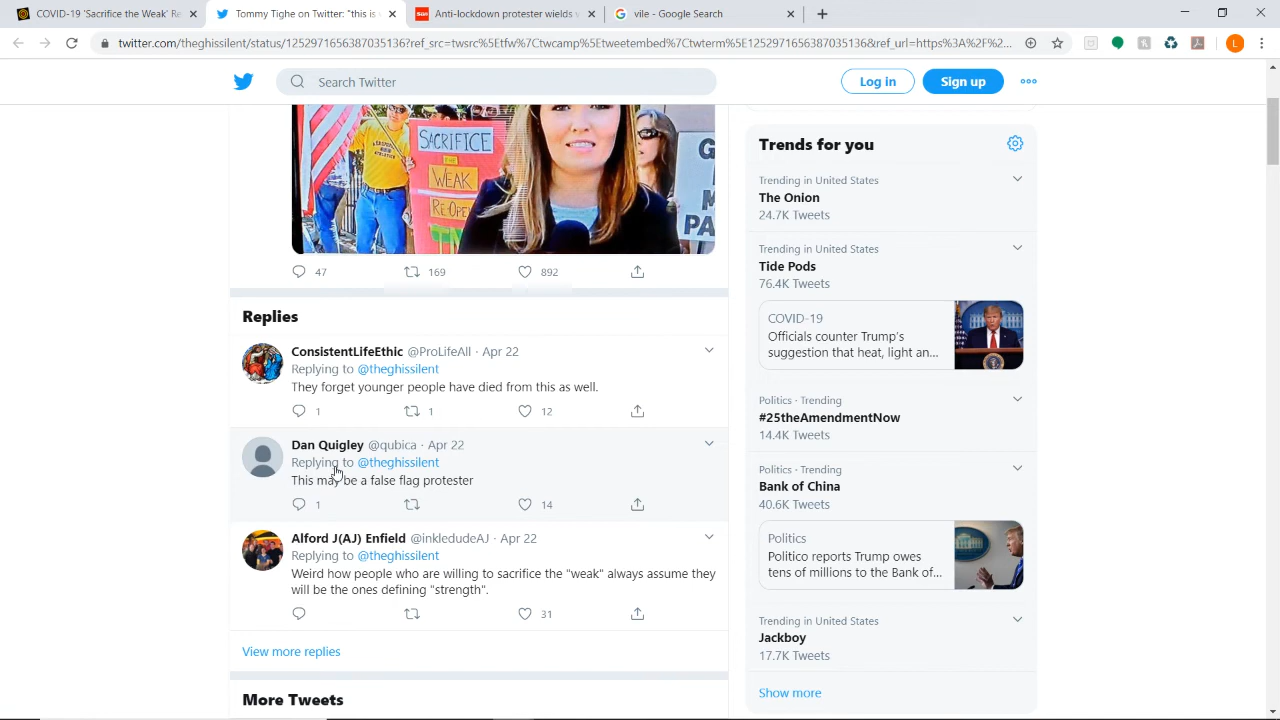 COVID-19 'Sacrifice the Weak' Re
Tommy Tighe on Twitter: "this is
Anti-lockdown protester wields
vile - Google Search
twitter.com/theghissilent/status/1252971656387035136?ref_src=twsrc%5Etfw%7Ctwcamp%5Etweetembed%7Ctwterm%5E1252971656387035136&ref_url=https%3A%2F%2...
L
Search Twitter
Log in
Sign up
SACRIFICE
THE
WEAK
RE-OPEN
PA
47
169
892
Replies
ConsistentLifeEthic @ProLifeAll · Apr 22
Replying to @theghissilent
They forget younger people have died from this as well.
1
1
12
Dan Quigley @qubica · Apr 22
Replying to @theghissilent
This may be a false flag protester
1
14
Alford J(AJ) Enfield @inkledudeAJ · Apr 22
Replying to @theghissilent
Weird how people who are willing to sacrifice the "weak" always assume they
will be the ones defining "strength".
31
View more replies
More Tweets
Trends for you
Trending in United States
The Onion
24.7K Tweets
Trending in United States
Tide Pods
76.4K Tweets
COVID-19
Officials counter Trump's
suggestion that heat, light an...
Politics · Trending
#25theAmendmentNow
14.4K Tweets
Politics · Trending
Bank of China
40.6K Tweets
Politics
Politico reports Trump owes
tens of millions to the Bank of...
Trending in United States
Jackboy
17.7K Tweets
Show more